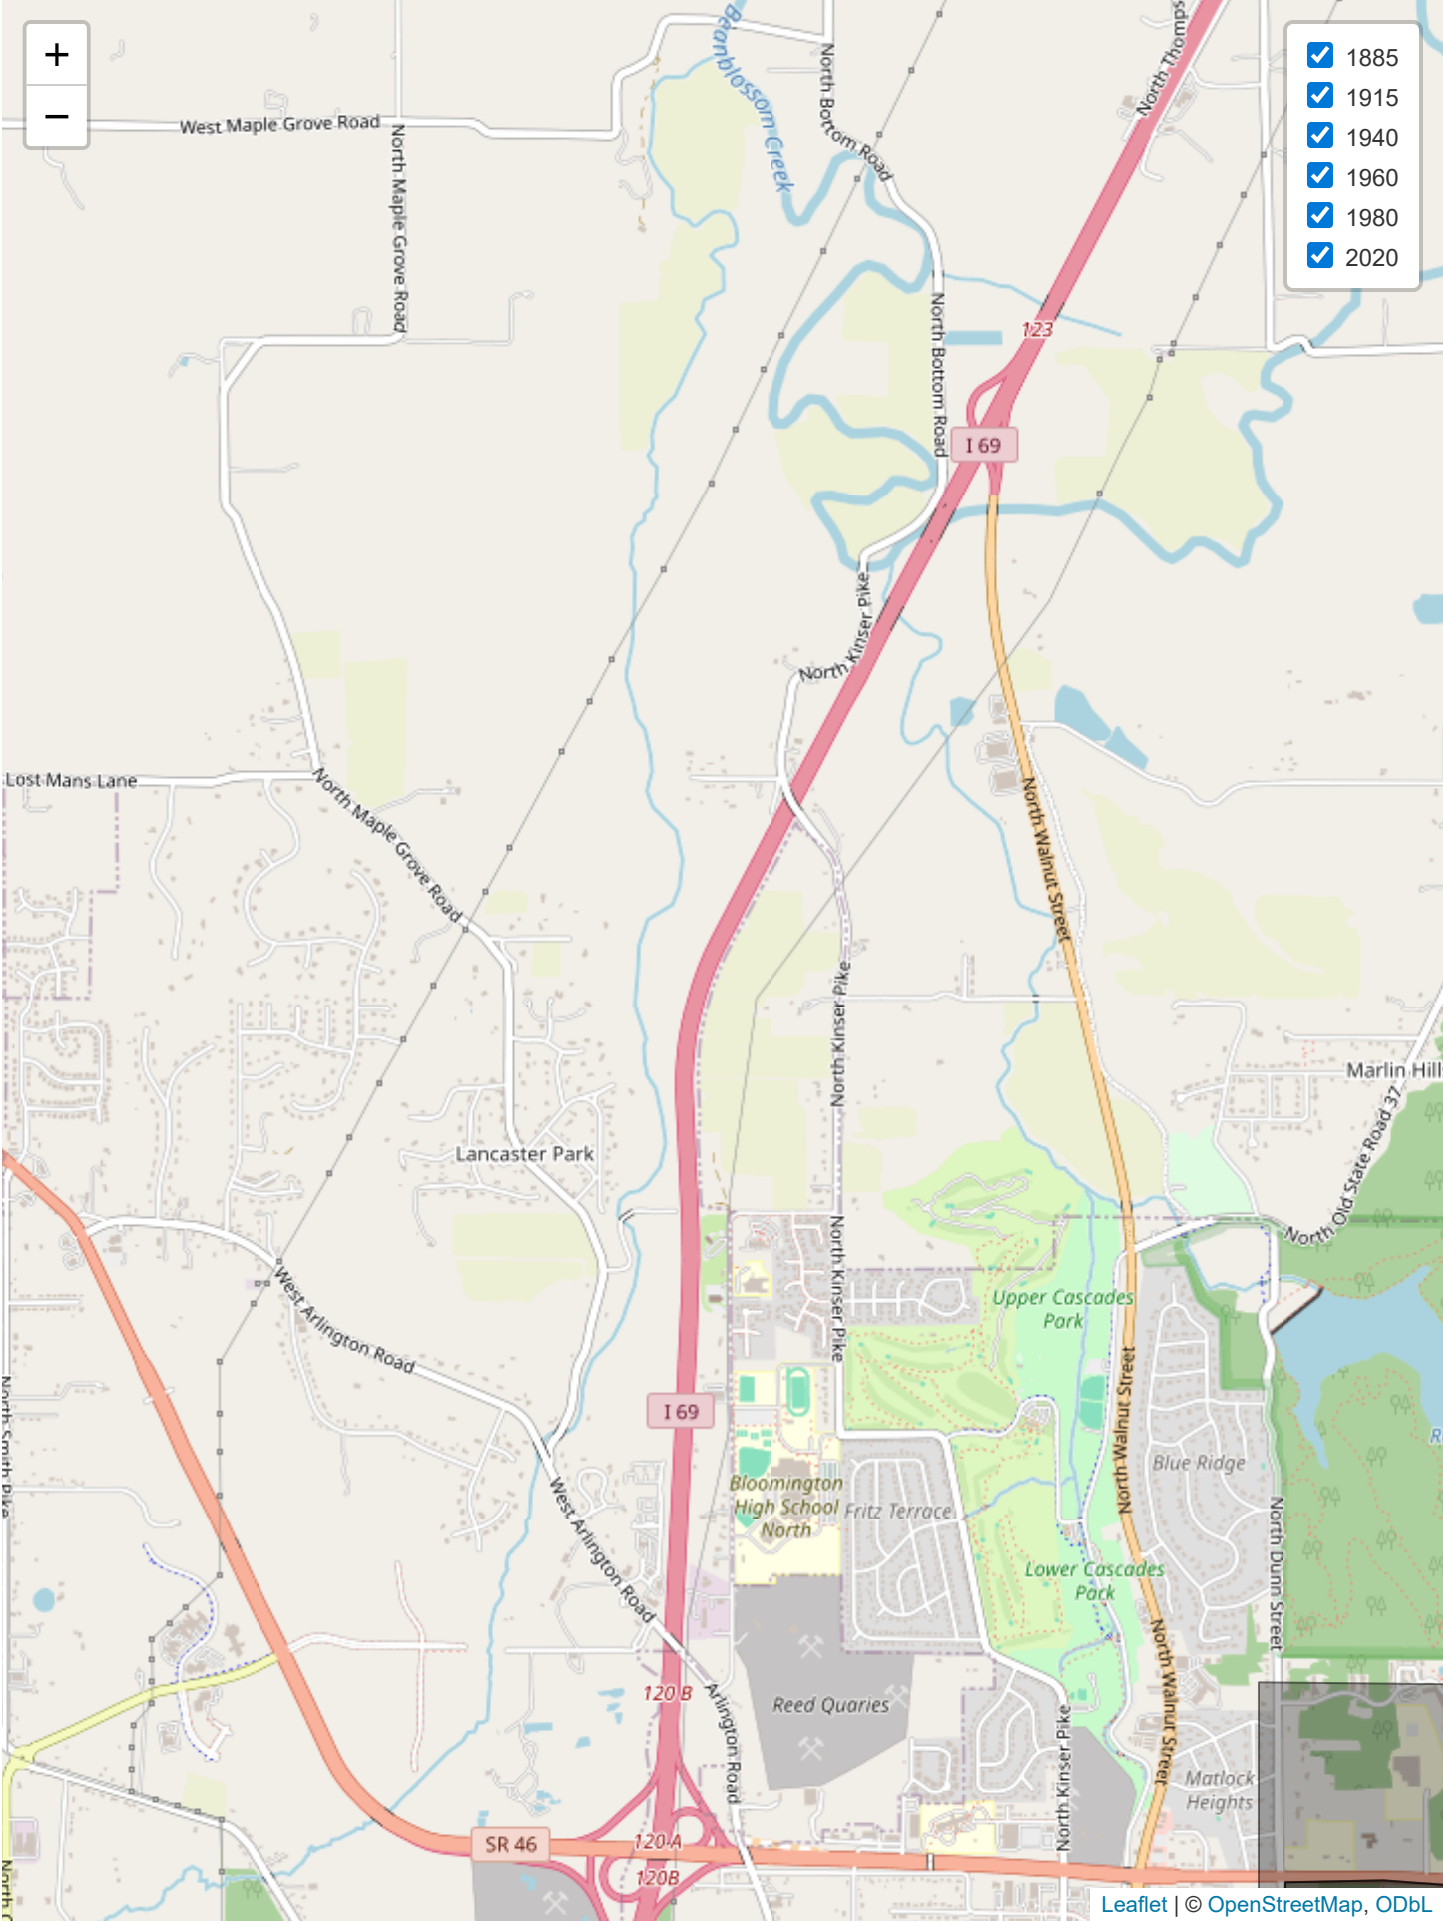 +
−
1885
1915
1940
1960
1980
2020
Beanblossom Creek
North Bottom Road
West Maple Grove Road
North Maple Grove Road
North Bottom Road
123
I 69
North Kinser Pike
North Kinser Pike
Lost Mans Lane
North Maple Grove Road
North Walnut Street
North Kinser Pike
Marlin Hill
Lancaster Park
North Old State Road 37
North Kinser Pike
West Arlington Road
Upper Cascades
Park
North Walnut Street
I 69
Blue Ridge
Bloomington
High School
North
Fritz Terrace
West Arlington Road
North Smith Pike
North Dunn Street
Lower Cascades
Park
North Walnut Street
120 B
Reed Quaries
Arlington Road
North Kinser Pike
Matlock
Heights
SR 46
120 A
120B
Leaflet | © OpenStreetMap, ODbL